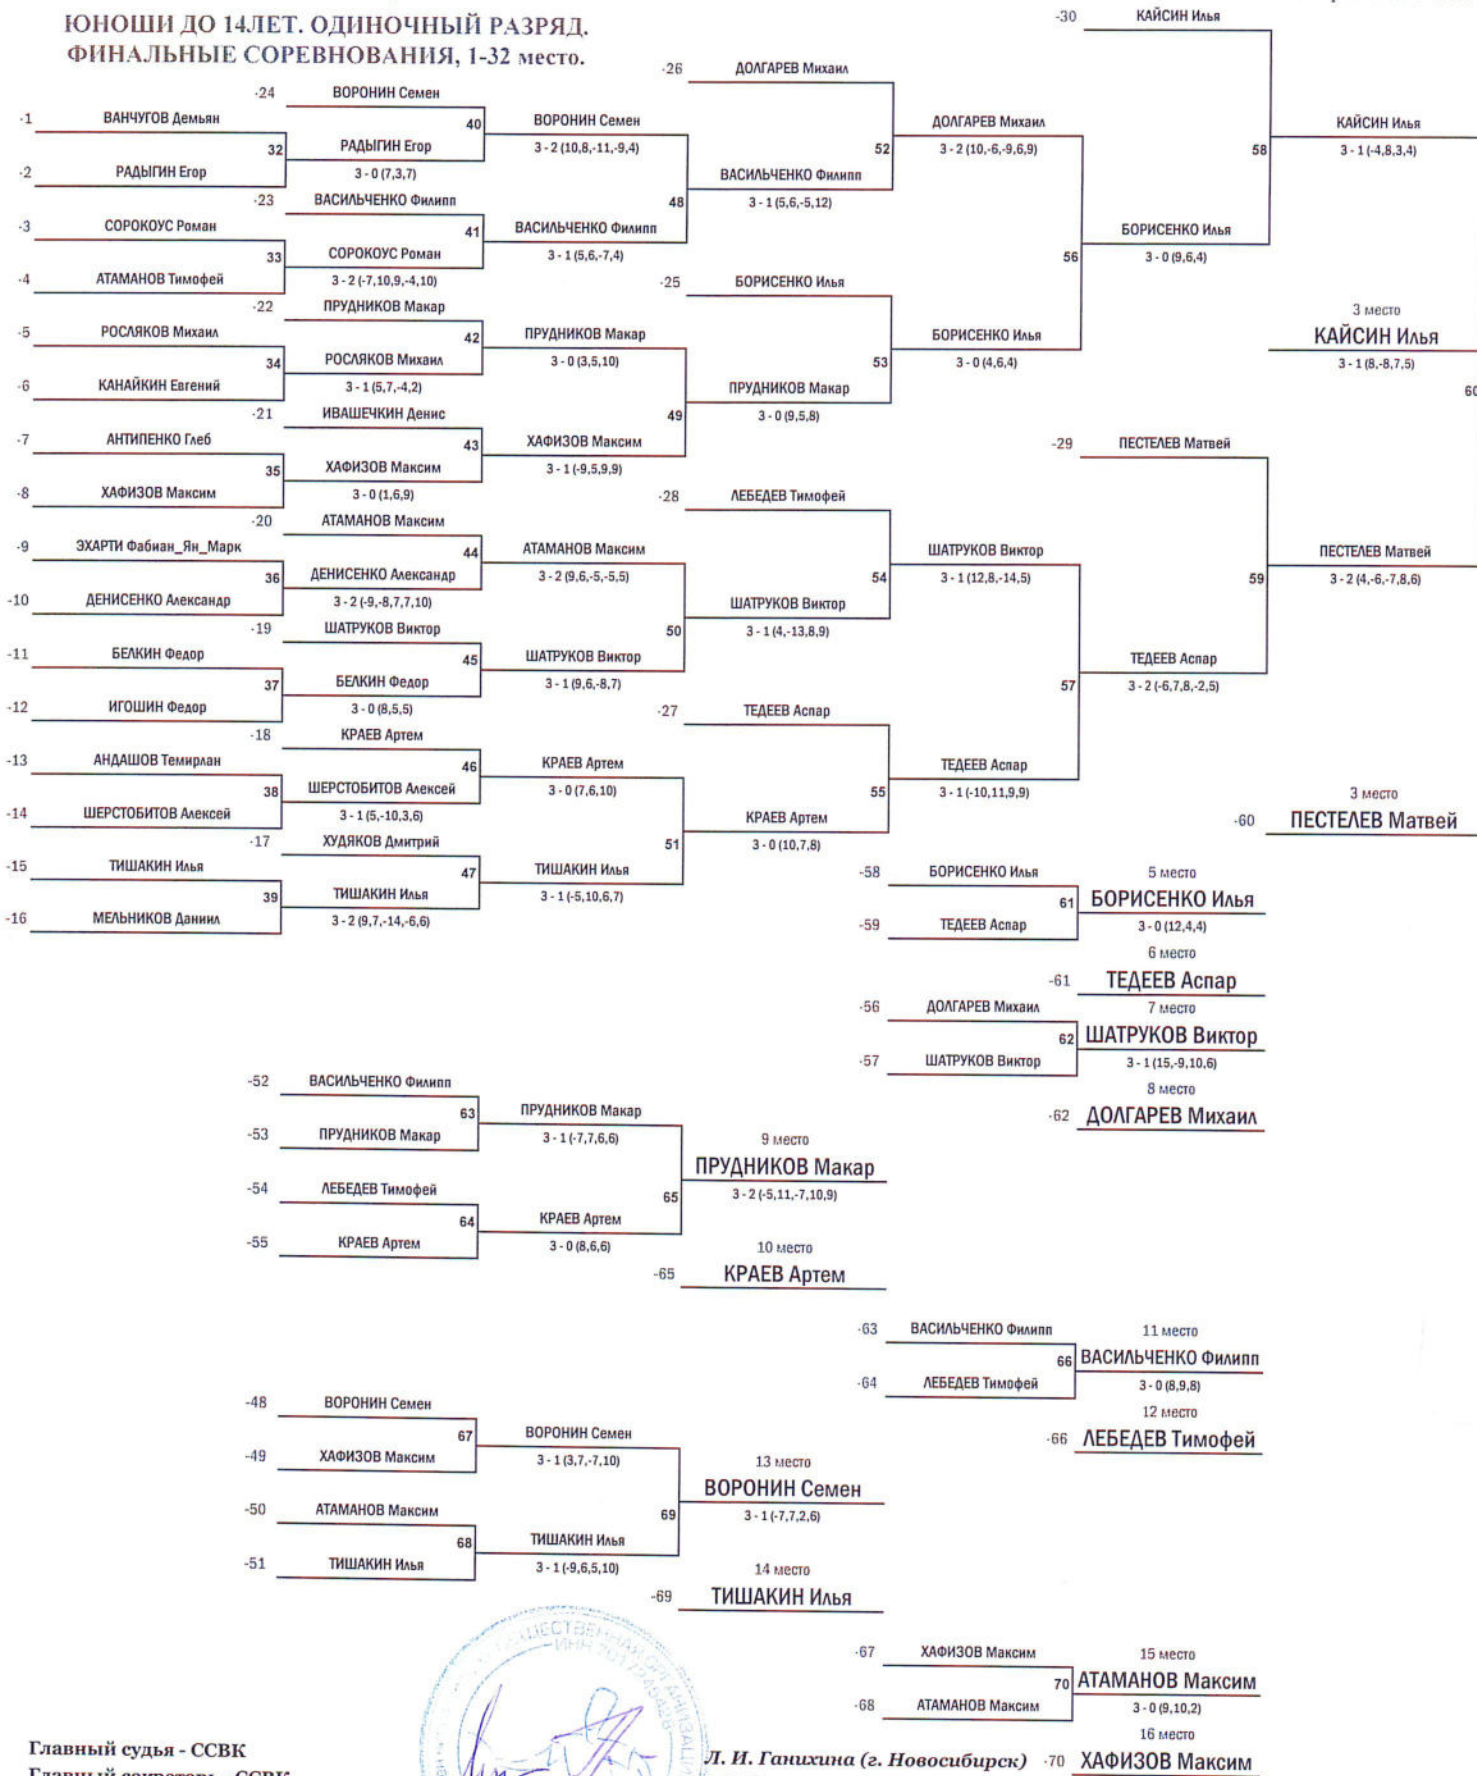 ЮНОШИ ДО 14ЛЕТ. ОДИНОЧНЫЙ РАЗРЯД.
ФИНАЛЬНЫЕ СОРЕВНОВАНИЯ, 1-32 место.
-1 ВАНЧУГОВ Демьян
-2 РАДЫГИН Егор
-3 СОРОКОУС Роман
-4 АТАМАНОВ Тимофей
-5 РОСЛЯКОВ Михаил
-6 КАНАЙКИН Евгений
-7 АНТИПЕНКО Глеб
-8 ХАФИЗОВ Максим
-9 ЭХАРТИ Фабиан_Ян_Марк
-10 ДЕНИСЕНКО Александр
-11 БЕЛКИН Федор
-12 ИГОШИН Федор
-13 АНДАШОВ Темирлан
-14 ШЕРСТОБИТОВ Алексей
-15 ТИШАКИН Илья
-16 МЕЛЬНИКОВ Даниил
-24 ВОРОНИН Семен
32 РАДЫГИН Егор
3 - 0 (7,3,7)
-23 ВАСИЛЬЧЕНКО Филипп
33 СОРОКОУС Роман
3 - 2 (-7,10,9,-4,10)
-22 ПРУДНИКОВ Макар
34 РОСЛЯКОВ Михаил
3 - 1 (5,7,-4,2)
-21 ИВАШЕЧКИН Денис
35 ХАФИЗОВ Максим
3 - 0 (1,6,9)
-20 АТАМАНОВ Максим
36 ДЕНИСЕНКО Александр
3 - 2 (-9,-8,7,7,10)
-19 ШАТРУКОВ Виктор
37 БЕЛКИН Федор
3 - 0 (8,5,5)
-18 КРАЕВ Артем
38 ШЕРСТОБИТОВ Алексей
3 - 1 (5,-10,3,6)
-17 ХУДЯКОВ Дмитрий
39 ТИШАКИН Илья
3 - 2 (9,7,-14,-6,6)
40 ВОРОНИН Семен
3 - 2 (10,8,-11,-9,4)
41 ВАСИЛЬЧЕНКО Филипп
3 - 1 (5,6,-7,4)
42 ПРУДНИКОВ Макар
3 - 0 (3,5,10)
43 ХАФИЗОВ Максим
3 - 1 (-9,5,9,9)
44 АТАМАНОВ Максим
3 - 2 (9,6,-5,-5,5)
45 ШАТРУКОВ Виктор
3 - 1 (9,6,-8,7)
46 КРАЕВ Артем
3 - 0 (7,6,10)
47 ТИШАКИН Илья
3 - 1 (-5,10,6,7)
-26 ДОЛГАРЕВ Михаил
48 ВАСИЛЬЧЕНКО Филипп
3 - 1 (5,6,-5,12)
-25 БОРИСЕНКО Илья
49 ПРУДНИКОВ Макар
3 - 0 (9,5,8)
-28 ЛЕБЕДЕВ Тимофей
50 ШАТРУКОВ Виктор
3 - 1 (4,-13,8,9)
-27 ТЕДЕЕВ Аспар
51 КРАЕВ Артем
3 - 0 (10,7,8)
52 ДОЛГАРЕВ Михаил
3 - 2 (10,-6,-9,6,9)
53 БОРИСЕНКО Илья
3 - 0 (4,6,4)
54 ШАТРУКОВ Виктор
3 - 1 (12,8,-14,5)
55 ТЕДЕЕВ Аспар
3 - 1 (-10,11,9,9)
-30 КАЙСИН Илья
56 БОРИСЕНКО Илья
3 - 0 (9,6,4)
-29 ПЕСТЕЛЕВ Матвей
57 ТЕДЕЕВ Аспар
3 - 2 (-6,7,8,-2,5)
58 КАЙСИН Илья
3 - 1 (-4,8,3,4)
3 место
КАЙСИН Илья
3 - 1 (8,-8,7,5)
60
59 ПЕСТЕЛЕВ Матвей
3 - 2 (4,-6,-7,8,6)
3 место
-60 ПЕСТЕЛЕВ Матвей
-58 БОРИСЕНКО Илья
-59 ТЕДЕЕВ Аспар
5 место
61 БОРИСЕНКО Илья
3 - 0 (12,4,4)
6 место
-61 ТЕДЕЕВ Аспар
-56 ДОЛГАРЕВ Михаил
-57 ШАТРУКОВ Виктор
7 место
62 ШАТРУКОВ Виктор
3 - 1 (15,-9,10,6)
8 место
-62 ДОЛГАРЕВ Михаил
-52 ВАСИЛЬЧЕНКО Филипп
-53 ПРУДНИКОВ Макар
63 ПРУДНИКОВ Макар
3 - 1 (-7,7,6,6)
-54 ЛЕБЕДЕВ Тимофей
-55 КРАЕВ Артем
64 КРАЕВ Артем
3 - 0 (8,6,6)
9 место
65 ПРУДНИКОВ Макар
3 - 2 (-5,11,-7,10,9)
10 место
-65 КРАЕВ Артем
-63 ВАСИЛЬЧЕНКО Филипп
-64 ЛЕБЕДЕВ Тимофей
11 место
66 ВАСИЛЬЧЕНКО Филипп
3 - 0 (8,9,8)
12 место
-66 ЛЕБЕДЕВ Тимофей
-48 ВОРОНИН Семен
-49 ХАФИЗОВ Максим
67 ВОРОНИН Семен
3 - 1 (3,7,-7,10)
-50 АТАМАНОВ Максим
-51 ТИШАКИН Илья
68 ТИШАКИН Илья
3 - 1 (-9,6,5,10)
13 место
69 ВОРОНИН Семен
3 - 1 (-7,7,2,6)
14 место
-69 ТИШАКИН Илья
-67 ХАФИЗОВ Максим
-68 АТАМАНОВ Максим
15 место
70 АТАМАНОВ Максим
3 - 0 (9,10,2)
16 место
-70 ХАФИЗОВ Максим
Главный судья - ССВК
Л. И. Ганихина (г. Новосибирск)
Главный секретарь - ССВК